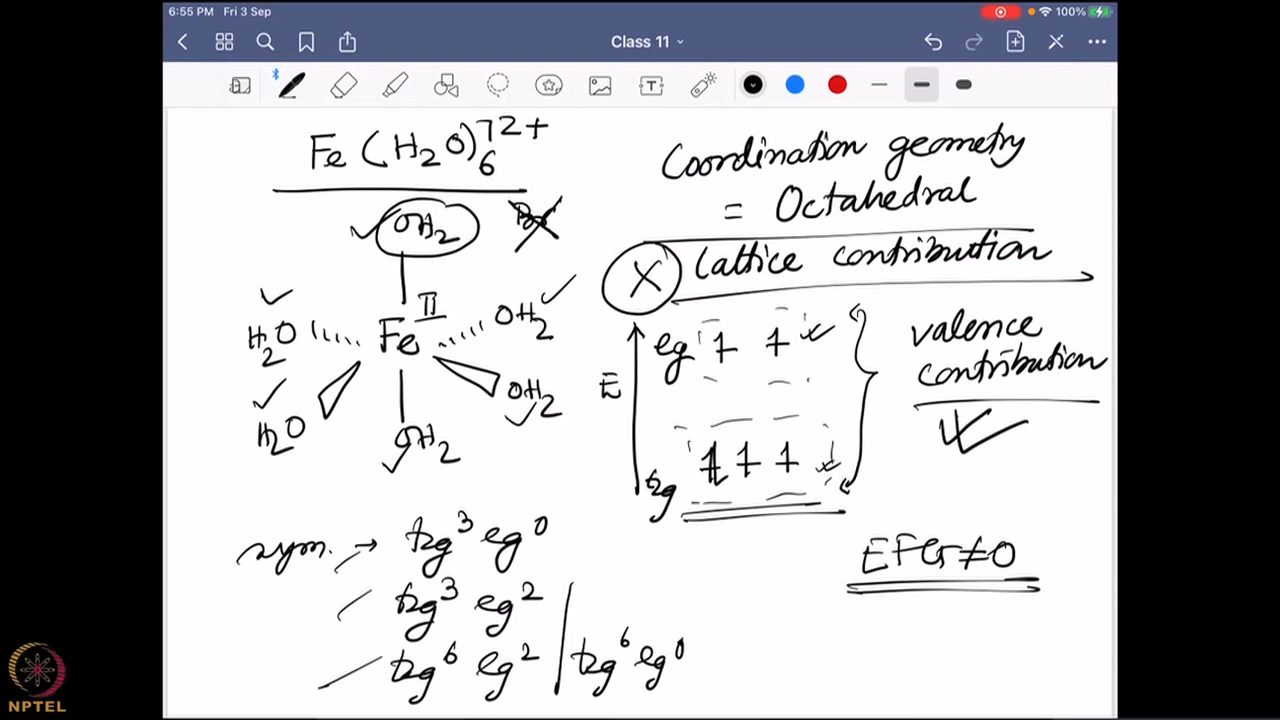 6:55 PM Fri 3 Sep
100%
Class 11
T
Fe (H2O)6]2+
Coordination geometry
= Octahedral
X Lattice contribution
OH2
II
Fe
H2O
OH2
H2O
OH2
OH2
E
eg
t2g
valence
contribution
EFG≠0
sym. → t2g3 eg0
t2g3 eg2
t2g6 eg2 | t2g6 eg0
NPTEL